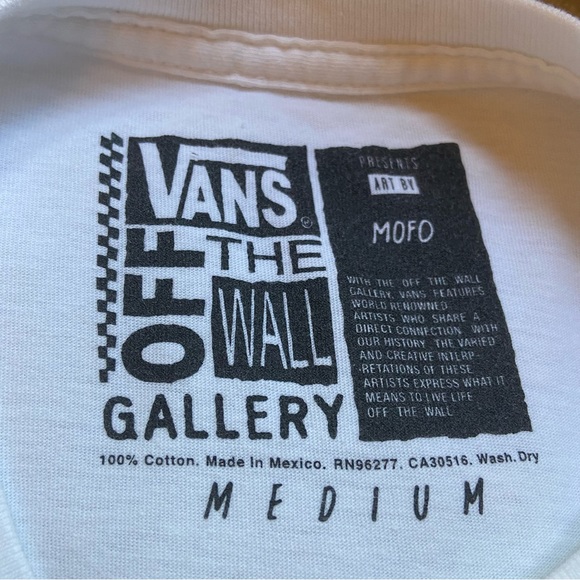 VANS
OFF THE
WALL
GALLERY
PRESENTS
ART BY
MOFO
WITH THE OFF THE WALL
GALLERY, VANS FEATURES
WORLD RENOWNED
ARTISTS WHO SHARE A
DIRECT CONNECTION WITH
OUR HISTORY. THE VARIED
AND CREATIVE INTERP-
-RETATIONS OF THESE
ARTISTS EXPRESS WHAT IT
MEANS TO LIVE LIFE
OFF THE WALL
100% Cotton. Made In Mexico. RN96277. CA30516. Wash. Dry
MEDIUM